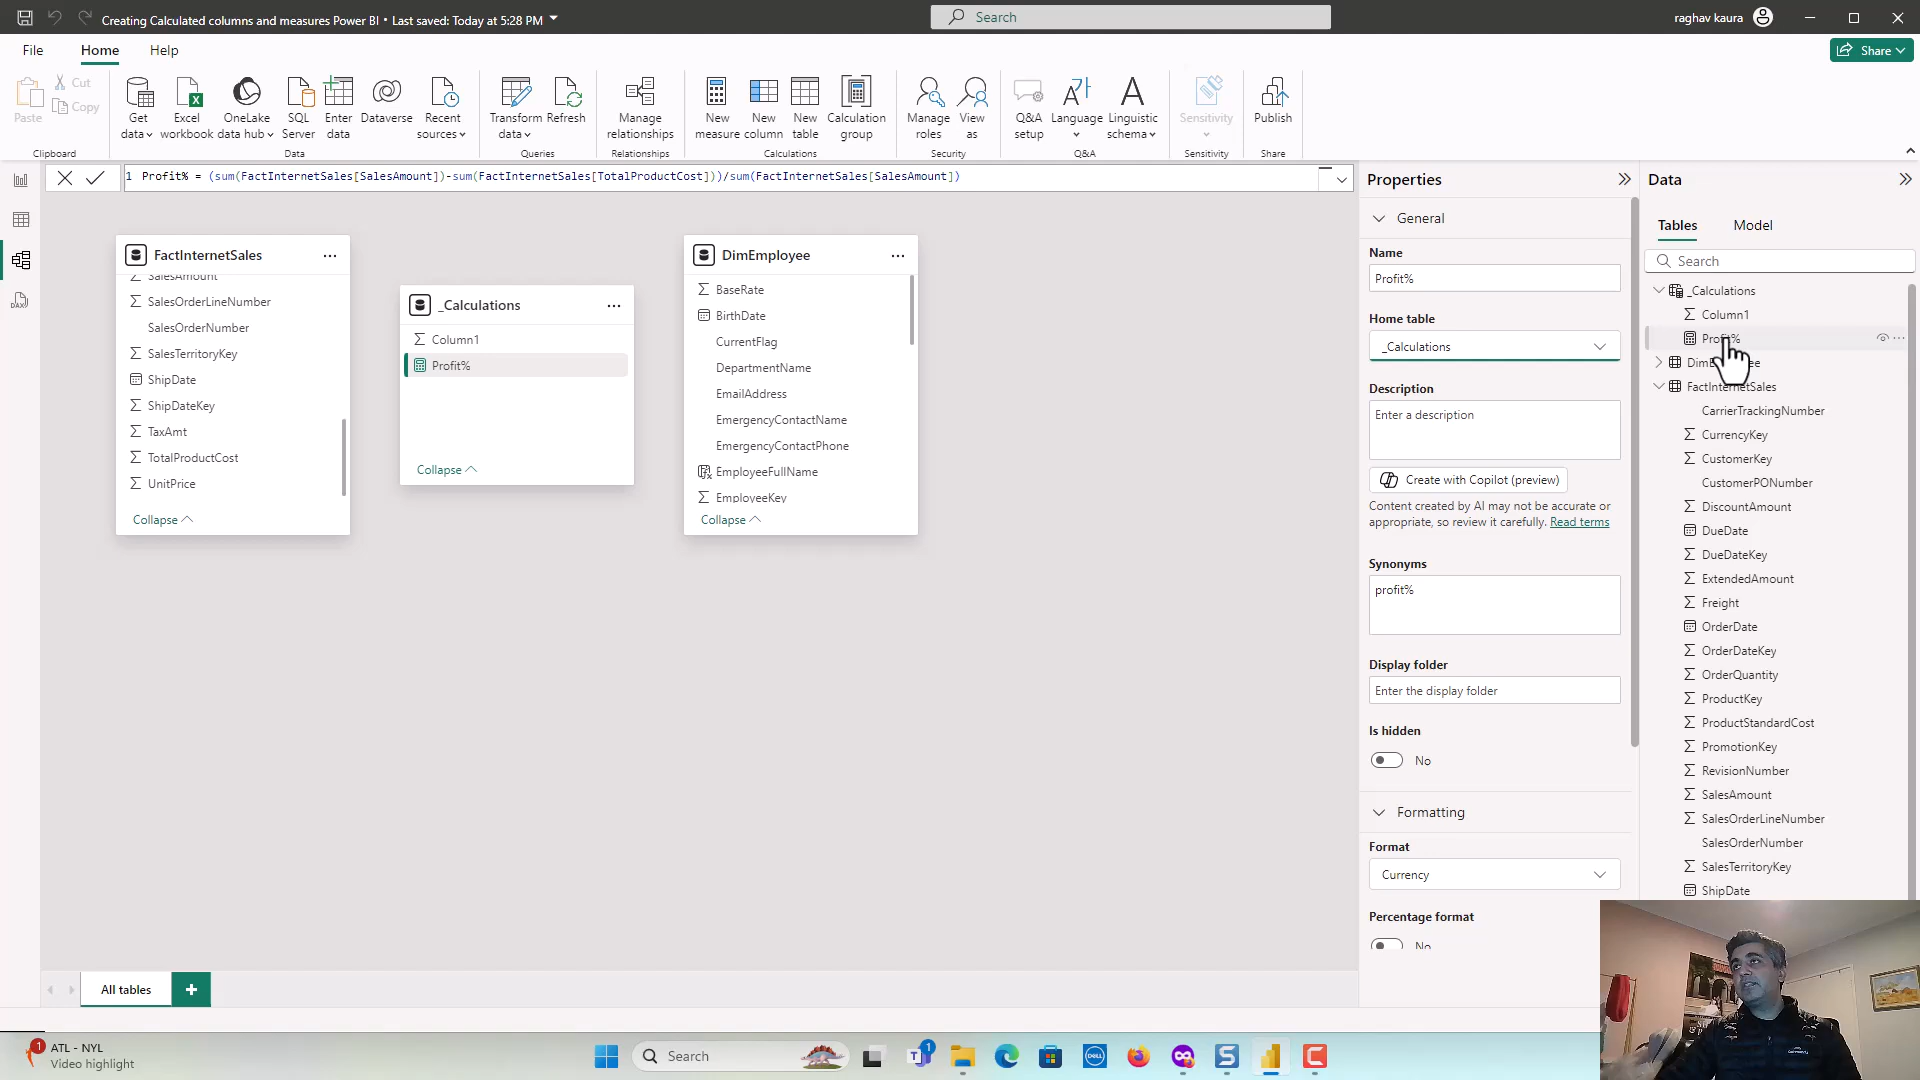 Creating Calculated columns and measures Power BI • Last saved: Today at 5:28 PM
Search
raghav kaura
File
Home
Help
Share
Paste
Cut
Copy
Clipboard
Get data
Excel workbook
OneLake data hub
SQL Server
Enter data
Dataverse
Recent sources
Data
Transform data
Refresh
Queries
Manage relationships
Relationships
New measure
New column
New table
Calculation group
Calculations
Manage roles
View as
Security
Q&A setup
Language
Linguistic schema
Q&A
Sensitivity
Sensitivity
Publish
Share
1 Profit% = (sum(FactInternetSales[SalesAmount])-sum(FactInternetSales[TotalProductCost]))/sum(FactInternetSales[SalesAmount])
FactInternetSales
SalesAmount
SalesOrderLineNumber
SalesOrderNumber
SalesTerritoryKey
ShipDate
ShipDateKey
TaxAmt
TotalProductCost
UnitPrice
Collapse
_Calculations
Column1
Profit%
Collapse
DimEmployee
BaseRate
BirthDate
CurrentFlag
DepartmentName
EmailAddress
EmergencyContactName
EmergencyContactPhone
EmployeeFullName
EmployeeKey
Collapse
Properties
General
Name
Profit%
Home table
_Calculations
Description
Enter a description
Create with Copilot (preview)
Content created by AI may not be accurate or
appropriate, so review it carefully. Read terms
Synonyms
profit%
Display folder
Enter the display folder
Is hidden
No
Formatting
Format
Currency
Percentage format
No
Data
Tables
Model
Search
_Calculations
Column1
Profit%
FactInternetSales
CarrierTrackingNumber
CurrencyKey
CustomerKey
CustomerPONumber
DiscountAmount
DueDate
DueDateKey
ExtendedAmount
Freight
OrderDate
OrderDateKey
OrderQuantity
ProductKey
ProductStandardCost
PromotionKey
RevisionNumber
SalesAmount
SalesOrderLineNumber
SalesOrderNumber
SalesTerritoryKey
ShipDate
All tables
1
ATL - NYL
Video highlight
Search
1
DELL